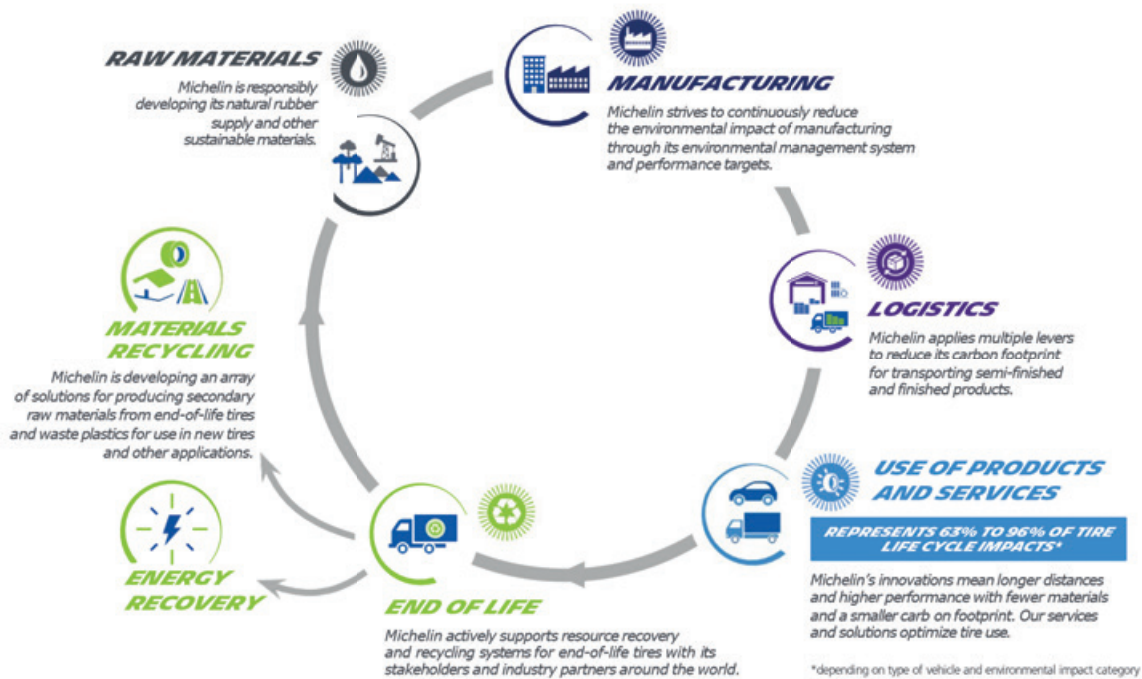 RAW MATERIALS
Michelin is responsibly
developing its natural rubber
supply and other
sustainable materials.
MANUFACTURING
Michelin strives to continuously reduce
the environmental impact of manufacturing
through its environmental management system
and performance targets.
LOGISTICS
Michelin applies multiple levers
to reduce its carbon footprint
for transporting semi-finished
and finished products.
USE OF PRODUCTS
AND SERVICES
REPRESENTS 63% TO 96% OF TIRE
LIFE CYCLE IMPACTS*
Michelin's innovations mean longer distances
and higher performance with fewer materials
and a smaller carb on footprint. Our services
and solutions optimize tire use.
*depending on type of vehicle and environmental impact category
END OF LIFE
Michelin actively supports resource recovery
and recycling systems for end-of-life tires with its
stakeholders and industry partners around the world.
MATERIALS
RECYCLING
Michelin is developing an array
of solutions for producing secondary
raw materials from end-of-life tires
and waste plastics for use in new tires
and other applications.
ENERGY
RECOVERY